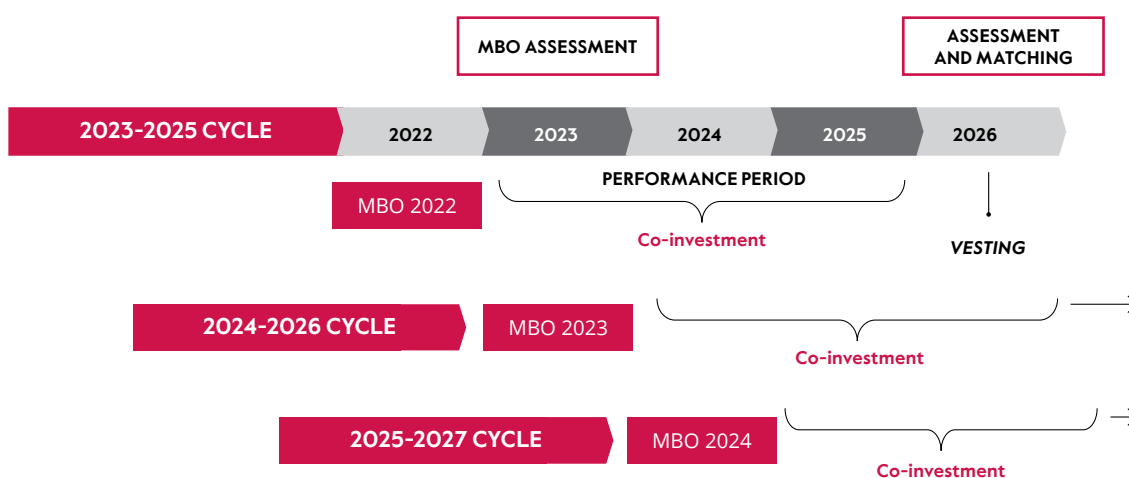 MBO ASSESSMENT
ASSESSMENT
AND MATCHING
2023-2025 CYCLE
2022
2023
2024
2025
2026
MBO 2022
PERFORMANCE PERIOD
Co-investment
VESTING
2024-2026 CYCLE
MBO 2023
Co-investment
2025-2027 CYCLE
MBO 2024
Co-investment